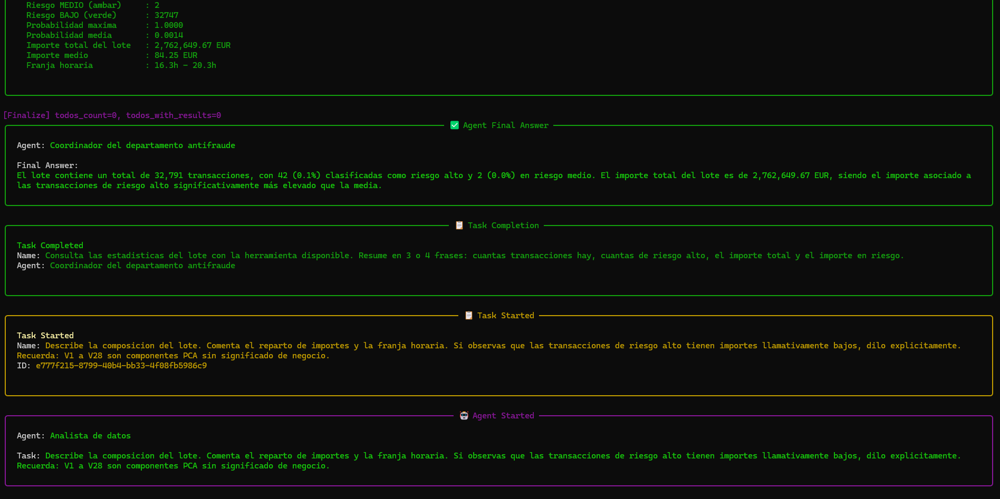 Riesgo MEDIO (ambar) : 2
Riesgo BAJO (verde) : 32747
Probabilidad maxima : 1.0000
Probabilidad media : 0.0014
Importe total del lote : 2,762,649.67 EUR
Importe medio : 84.25 EUR
Franja horaria : 16.3h - 20.3h
[Finalize] todos_count=0, todos_with_results=0
✅ Agent Final Answer
Agent: Coordinador del departamento antifraude
Final Answer:
El lote contiene un total de 32,791 transacciones, con 42 (0.1%) clasificadas como riesgo alto y 2 (0.0%) en riesgo medio. El importe total del lote es de 2,762,649.67 EUR, siendo el importe asociado a
las transacciones de riesgo alto significativamente más elevado que la media.
📋 Task Completion
Task Completed
Name: Consulta las estadisticas del lote con la herramienta disponible. Resume en 3 o 4 frases: cuantas transacciones hay, cuantas de riesgo alto, el importe total y el importe en riesgo.
Agent: Coordinador del departamento antifraude
📋 Task Started
Task Started
Name: Describe la composicion del lote. Comenta el reparto de importes y la franja horaria. Si observas que las transacciones de riesgo alto tienen importes llamativamente bajos, dilo explicitamente.
Recuerda: V1 a V28 son componentes PCA sin significado de negocio.
ID: e777f215-8799-40b4-bb33-4f08fb5986c9
🤖 Agent Started
Agent: Analista de datos
Task: Describe la composicion del lote. Comenta el reparto de importes y la franja horaria. Si observas que las transacciones de riesgo alto tienen importes llamativamente bajos, dilo explicitamente.
Recuerda: V1 a V28 son componentes PCA sin significado de negocio.